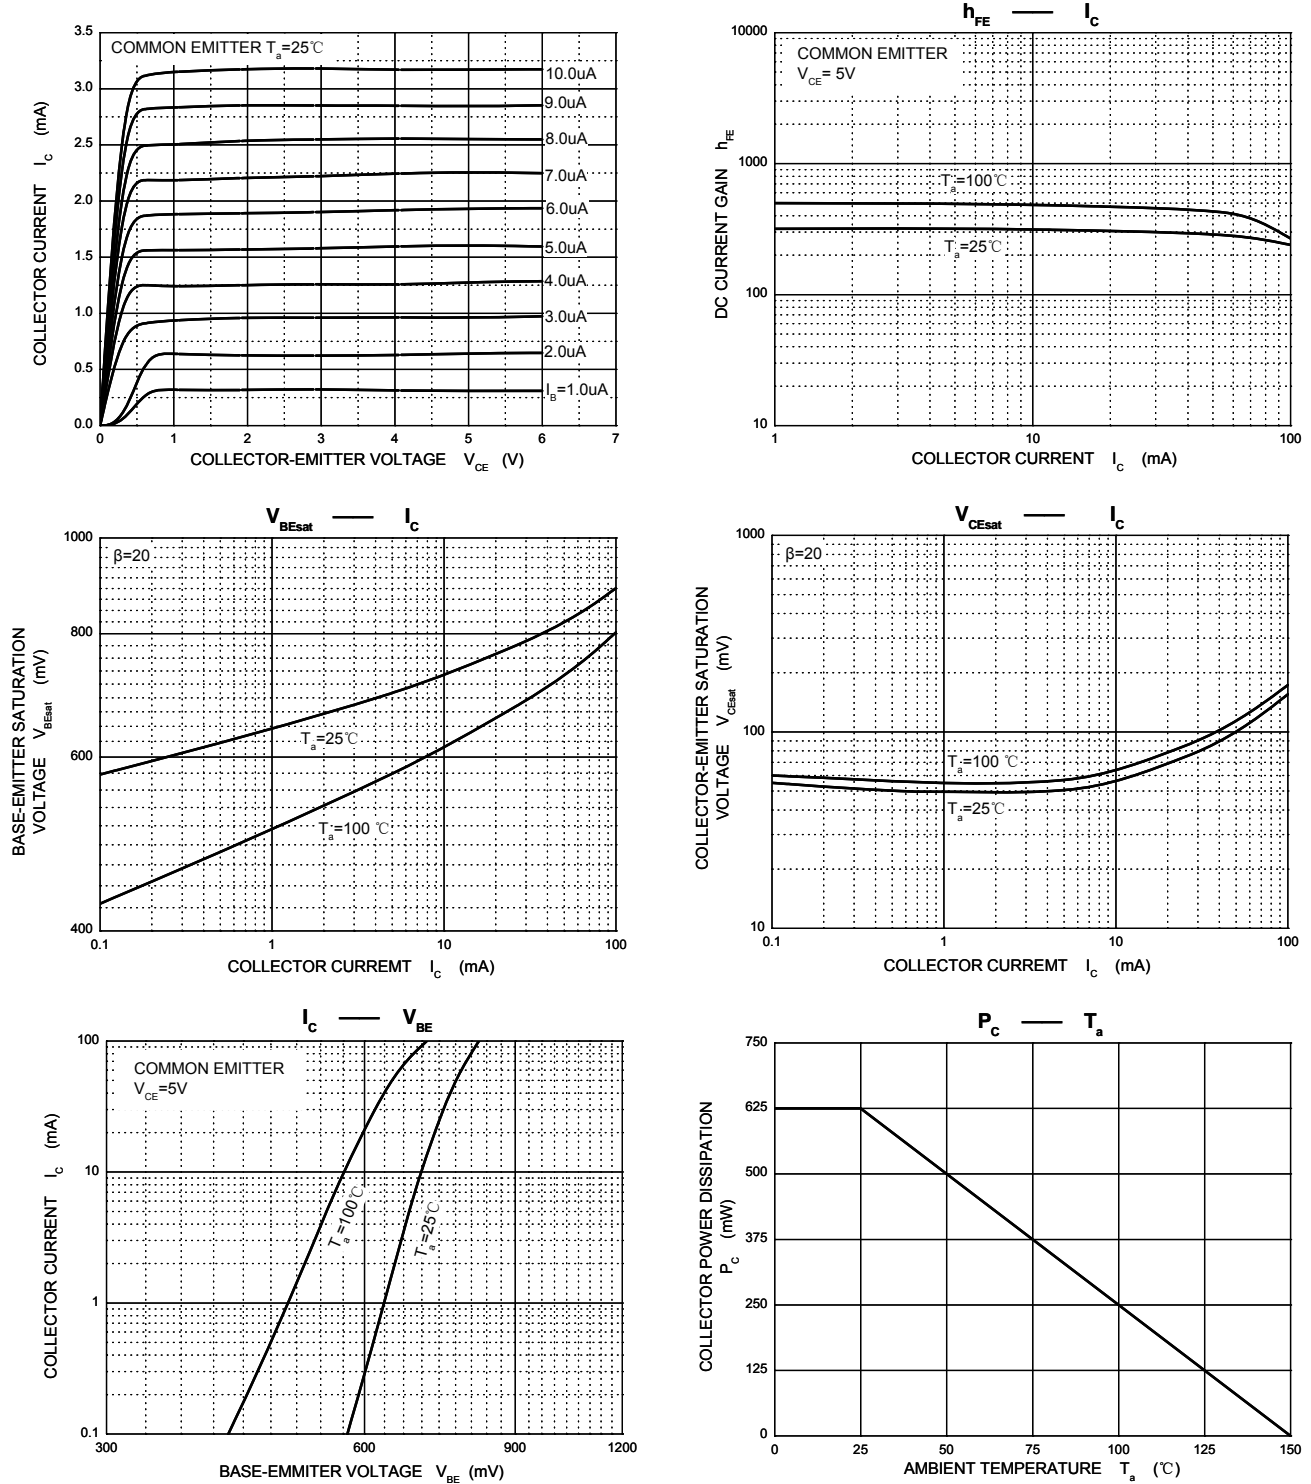 COMMON EMITTER Ta=25℃
3.5
3.0
2.5
2.0
1.5
1.0
0.5
0.0
10.0uA
9.0uA
8.0uA
7.0uA
6.0uA
5.0uA
4.0uA
3.0uA
2.0uA
IB=1.0uA
0 1 2 3 4 5 6 7
COLLECTOR CURRENT IC (mA)
COLLECTOR-EMITTER VOLTAGE VCE (V)
hFE —— IC
COMMON EMITTER
VCE= 5V
10000
1000
100
10
Ta=100℃
Ta=25℃
1 10 100
DC CURRENT GAIN hFE
COLLECTOR CURRENT IC (mA)
VBEsat —— IC
β=20
1000
800
600
400
Ta=25℃
Ta=100 ℃
0.1 1 10 100
BASE-EMITTER SATURATION
VOLTAGE VBEsat (mV)
COLLECTOR CURREMT IC (mA)
VCEsat —— IC
β=20
1000
100
10
Ta=100 ℃
Ta=25℃
0.1 1 10 100
COLLECTOR-EMITTER SATURATION
VOLTAGE VCEsat (mV)
COLLECTOR CURREMT IC (mA)
IC —— VBE
COMMON EMITTER
VCE=5V
100
10
1
0.1
Ta=100℃
Ta=25℃
300 600 900 1200
COLLECTOR CURRENT IC (mA)
BASE-EMMITER VOLTAGE VBE (mV)
PC —— Ta
750
625
500
375
250
125
0
0 25 50 75 100 125 150
COLLECTOR POWER DISSIPATION
PC (mW)
AMBIENT TEMPERATURE Ta (℃)